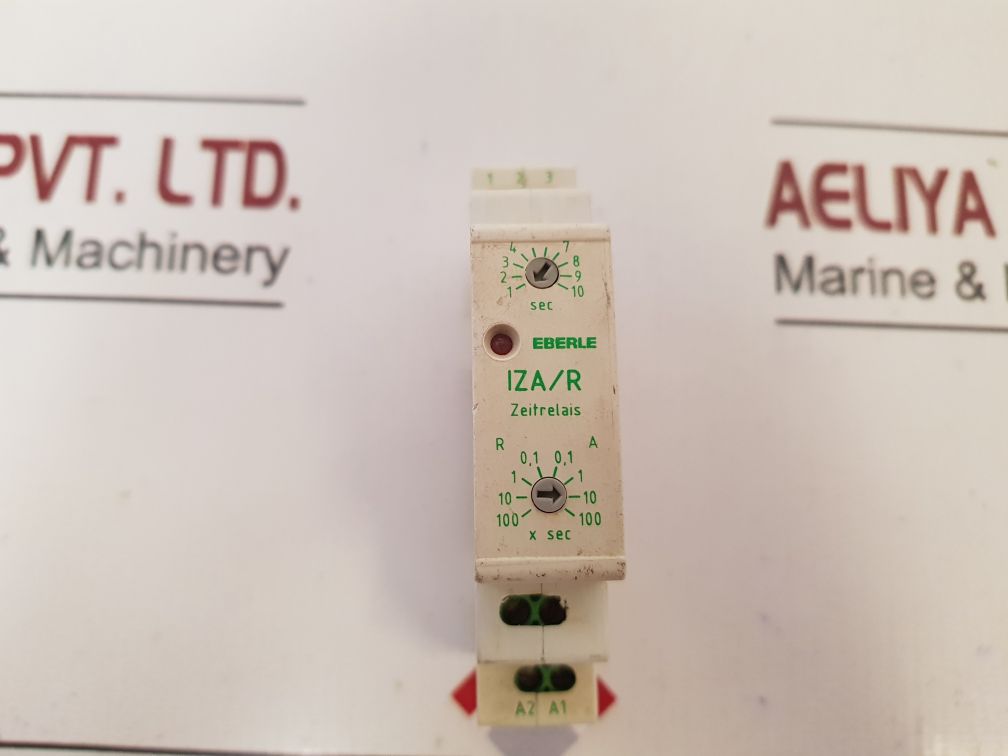 PVT. LTD.
& Machinery
AELIYA
Marine &
1 2 3
4 7
3 8
2 9
1 10
sec
EBERLE
IZA/R
Zeitrelais
R A
0,1 0,1
1 1
10 10
100 100
x sec
A2 A1